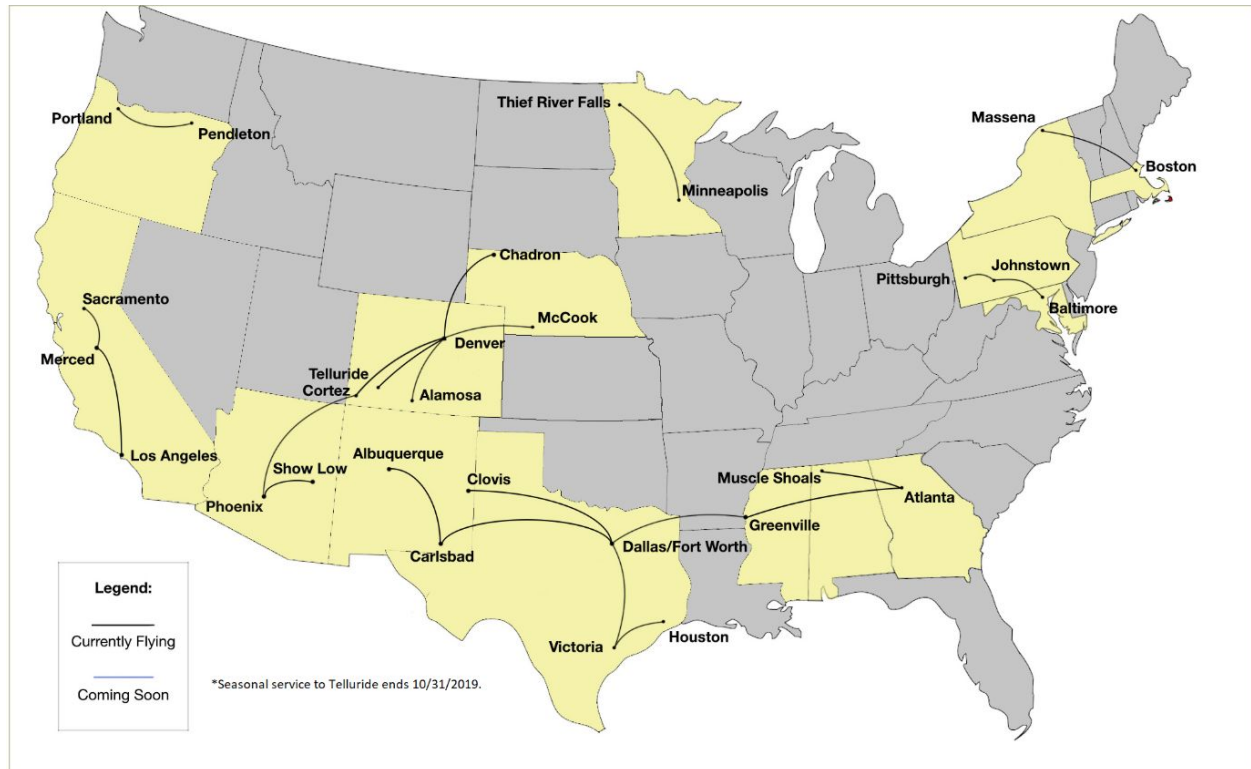 Thief River Falls
Massena
Portland
Pendleton
Boston
Minneapolis
Chadron
Pittsburgh
Johnstown
Sacramento
McCook
Baltimore
Merced
Denver
Telluride
Cortez
Alamosa
Albuquerque
Los Angeles
Show Low
Clovis
Muscle Shoals
Phoenix
Atlanta
Greenville
Carlsbad
Dallas/Fort Worth
Legend:
Currently Flying
Coming Soon
Victoria
Houston
*Seasonal service to Telluride ends 10/31/2019.